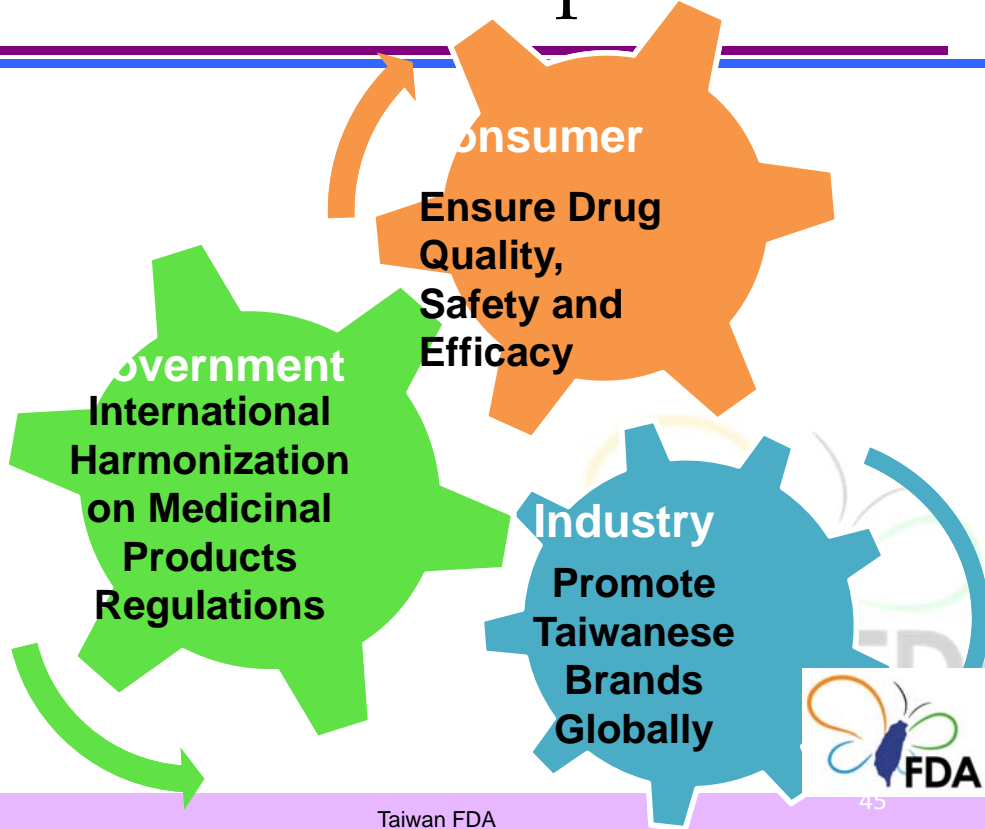 onsumer
Ensure Drug
Quality,
Safety and
Efficacy
overnment
International
Harmonization
on Medicinal
Products
Regulations
Industry
Promote
Taiwanese
Brands
Globally
FDA
45
Taiwan FDA